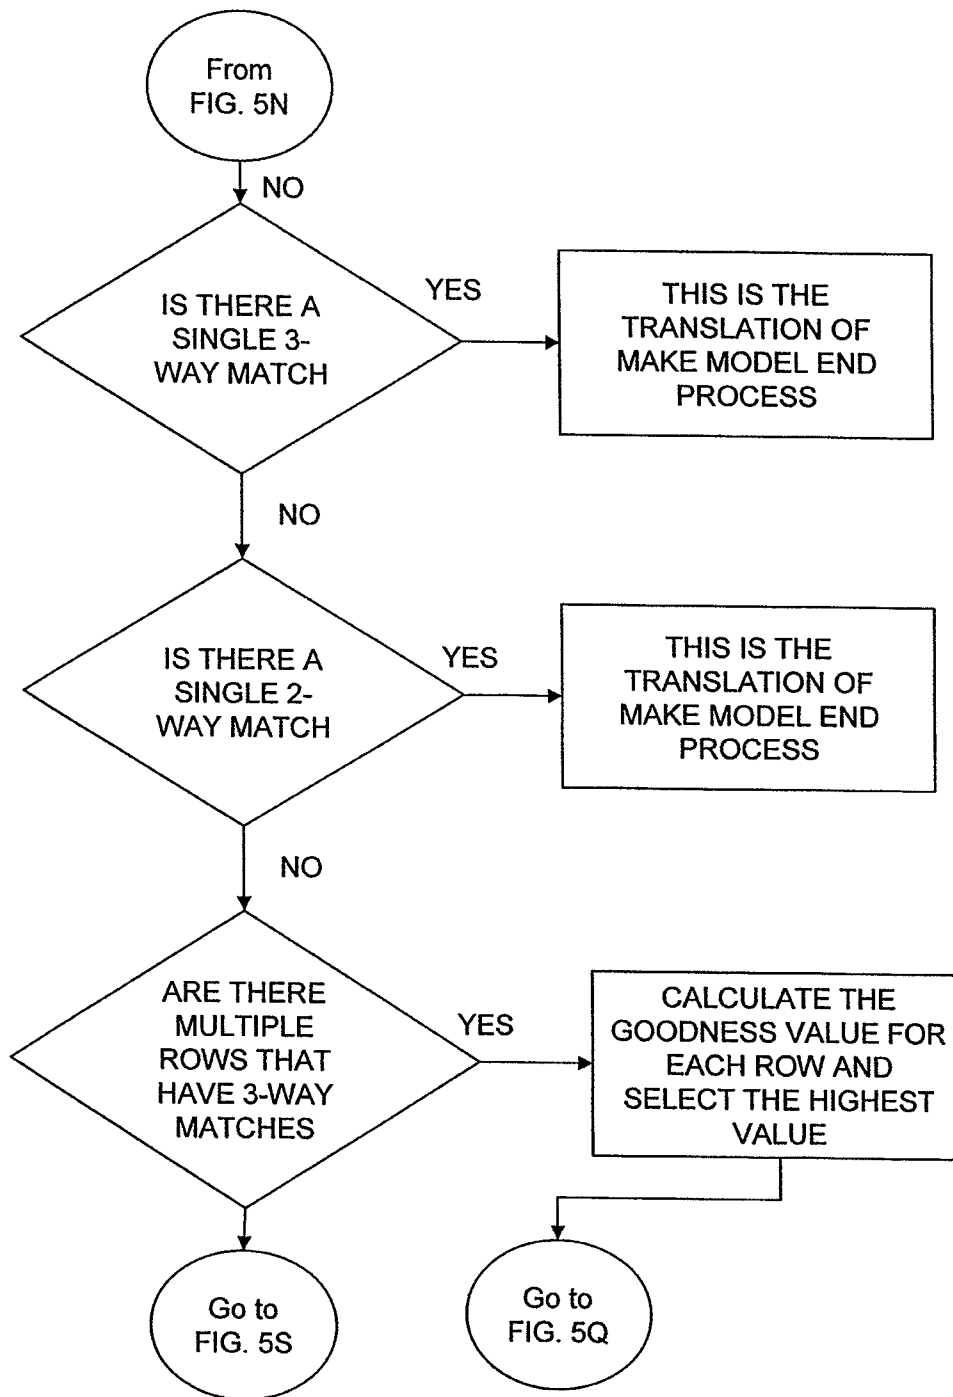 From
FIG. 5N
NO
IS THERE A
SINGLE 3-
WAY MATCH
YES
THIS IS THE
TRANSLATION OF
MAKE MODEL END
PROCESS
NO
IS THERE A
SINGLE 2-
WAY MATCH
YES
THIS IS THE
TRANSLATION OF
MAKE MODEL END
PROCESS
NO
ARE THERE
MULTIPLE
ROWS THAT
HAVE 3-WAY
MATCHES
YES
CALCULATE THE
GOODNESS VALUE FOR
EACH ROW AND
SELECT THE HIGHEST
VALUE
Go to
FIG. 5S
Go to
FIG. 5Q